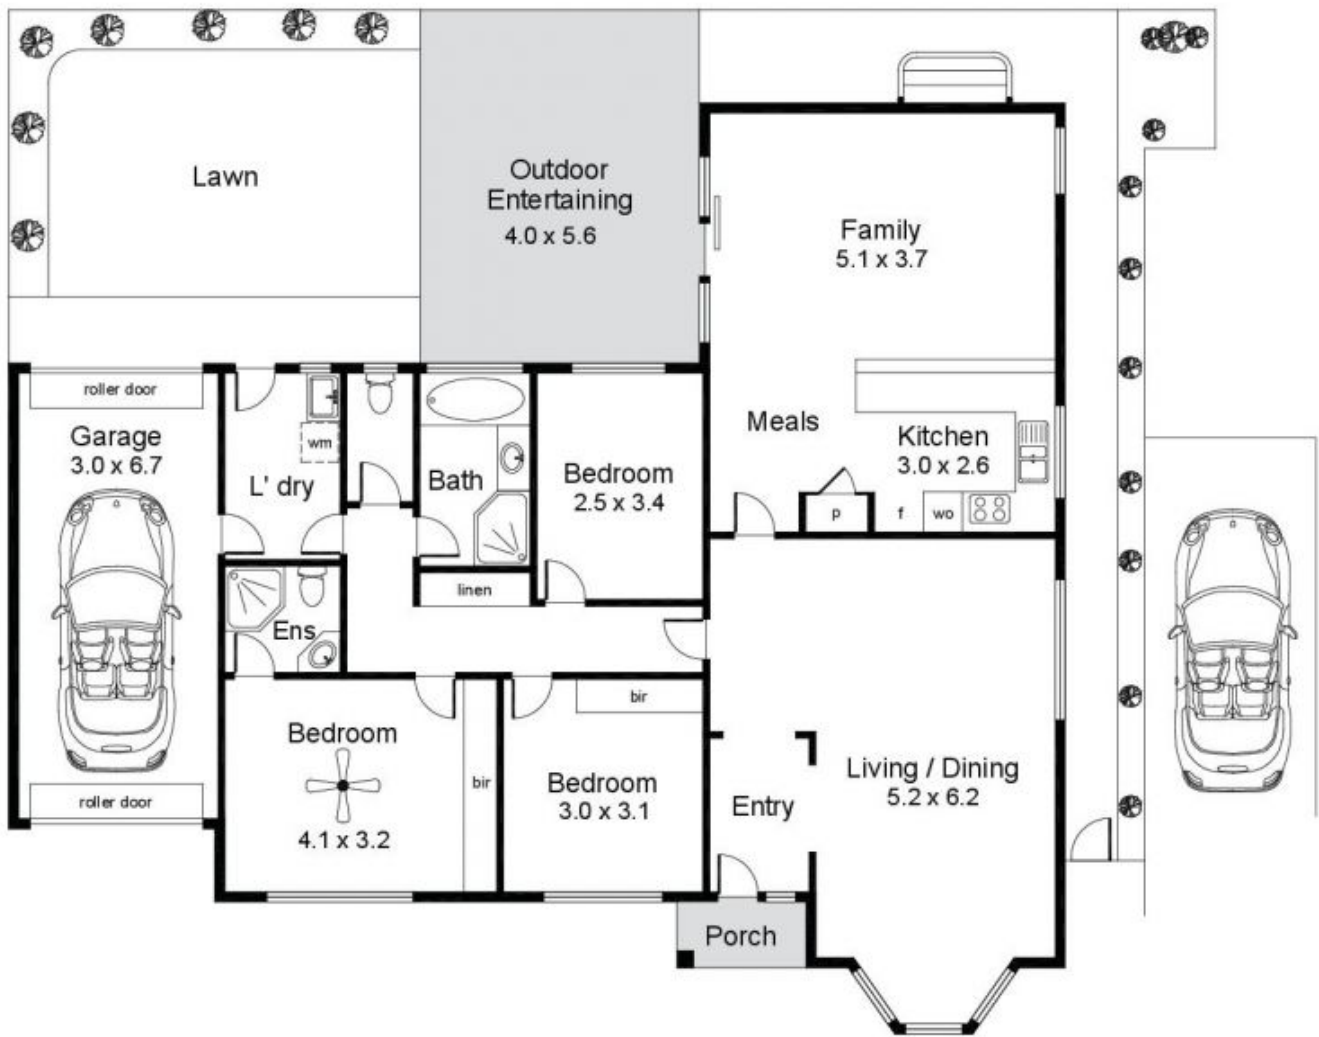 Lawn
Outdoor
Entertaining
4.0 x 5.6
Family
5.1 x 3.7
roller door
Garage
3.0 x 6.7
wm
L' dry
Bath
Bedroom
2.5 x 3.4
Meals
Kitchen
3.0 x 2.6
p
f
wo
linen
Ens
Bedroom
4.1 x 3.2
bir
bir
Bedroom
3.0 x 3.1
Entry
Living / Dining
5.2 x 6.2
roller door
Porch